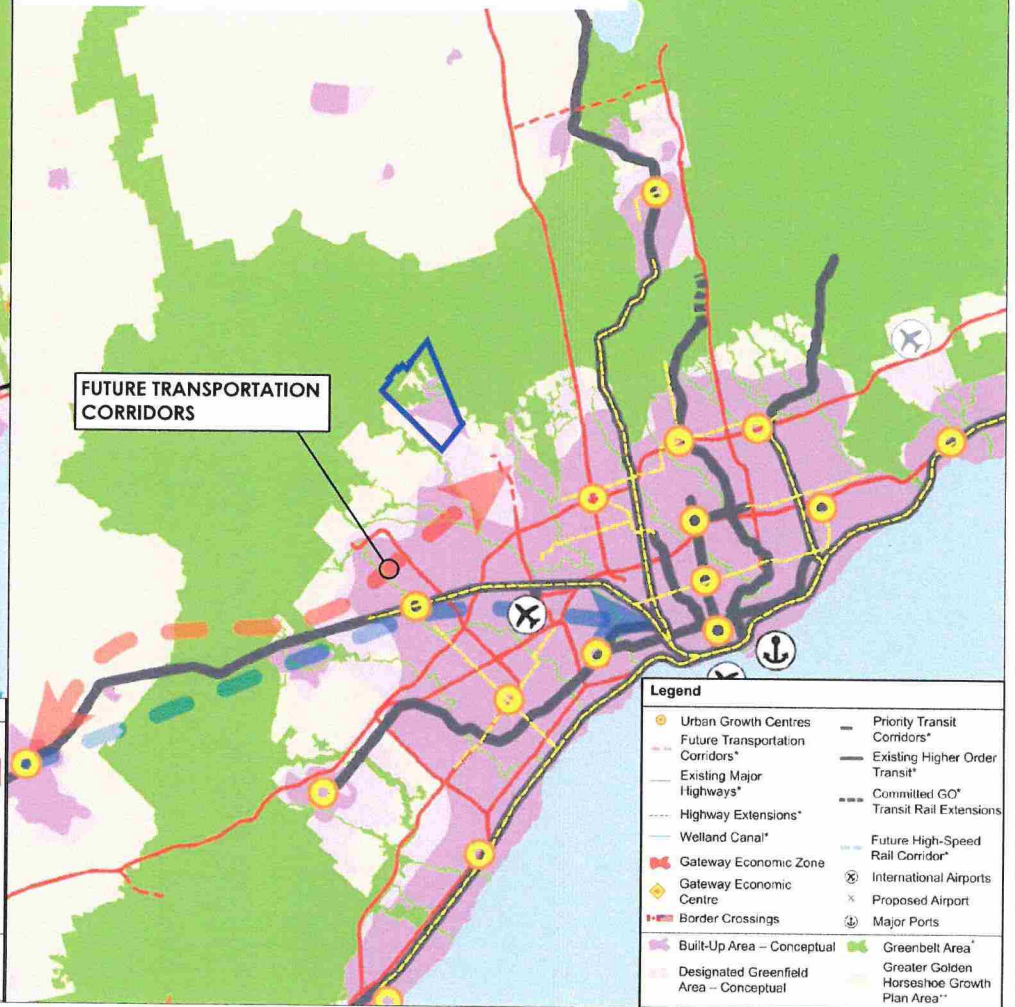 FUTURE TRANSPORTATION
CORRIDORS
Legend
Urban Growth Centres
Future Transportation
Corridors*
Existing Major
Highways*
Highway Extensions*
Welland Canal*
Gateway Economic Zone
Gateway Economic
Centre
Border Crossings
Built-Up Area – Conceptual
Designated Greenfield
Area – Conceptual
Priority Transit
Corridors*
Existing Higher Order
Transit*
Committed GO*
Transit Rail Extensions
Future High-Speed
Rail Corridor*
International Airports
Proposed Airport
Major Ports
Greenbelt Area*
Greater Golden
Horseshoe Growth
Plan Area**